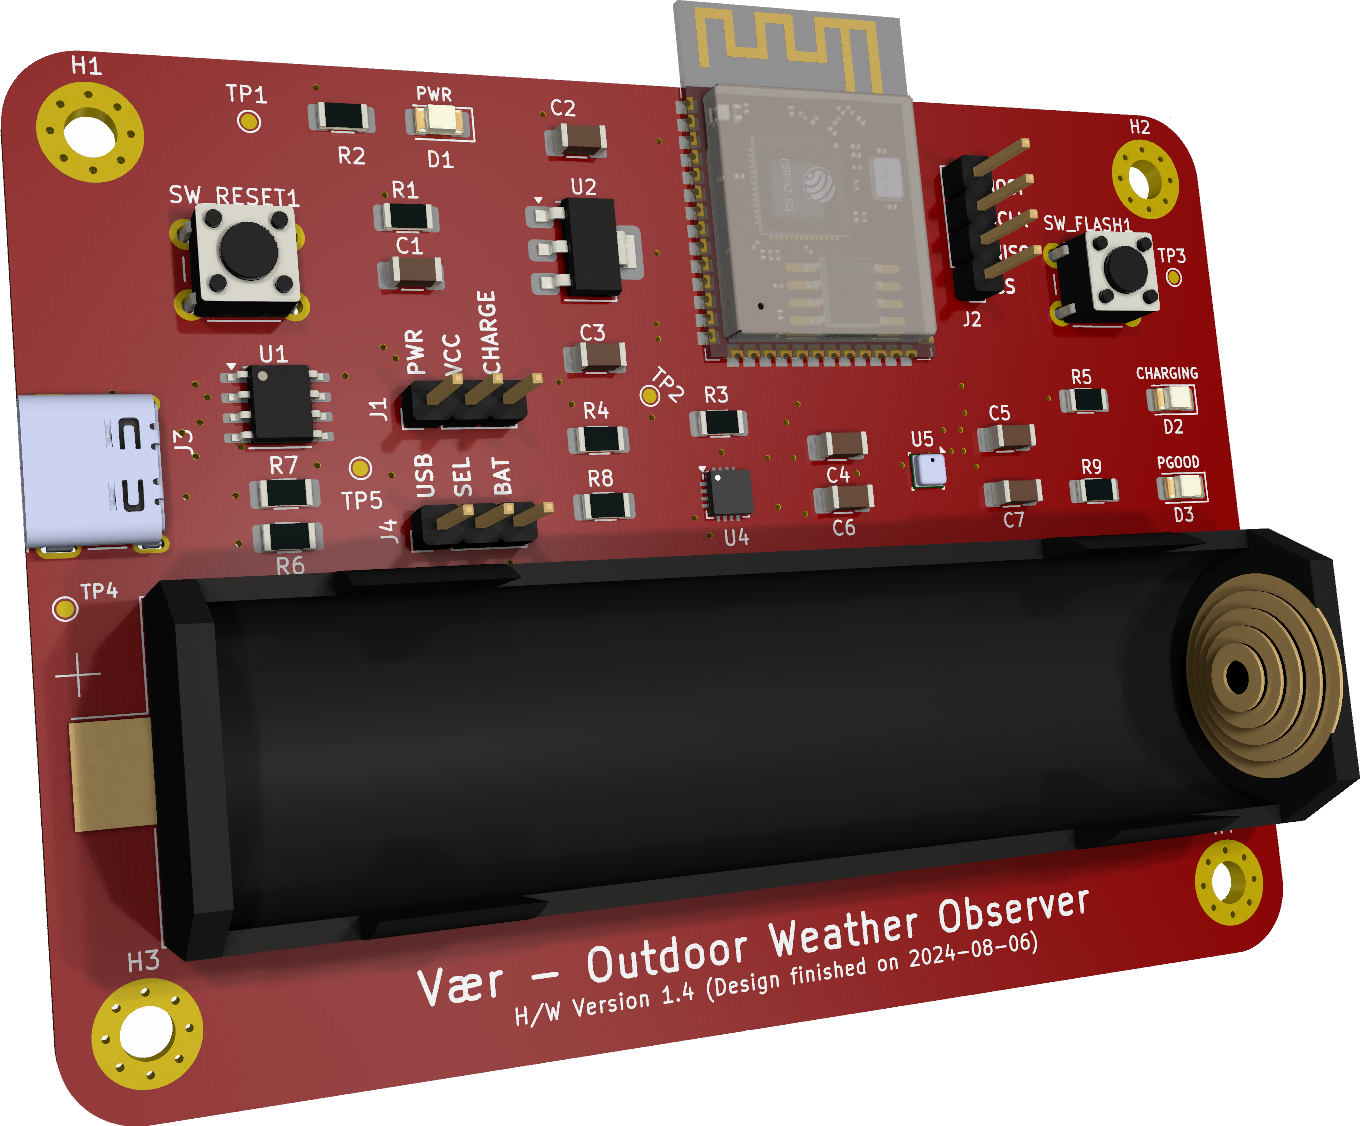 H1
TP1
PWR
R2
D1
C2
H2
SW_RESET1
R1
U2
C1
ESP32-S3
SW_FLASH1
TP3
CS
J2
PWR
VCC
CHARGE
C3
U1
TP2
J1
R3
R4
R5
CHARGING
D2
J3
R7
TP5
USB
SEL
BAT
R8
C4
U5
C5
R9
PGOOD
D3
J4
R6
U4
C6
C7
TP4
H3
Vær - Outdoor Weather Observer
H/W Version 1.4 (Design finished on 2024-08-06)